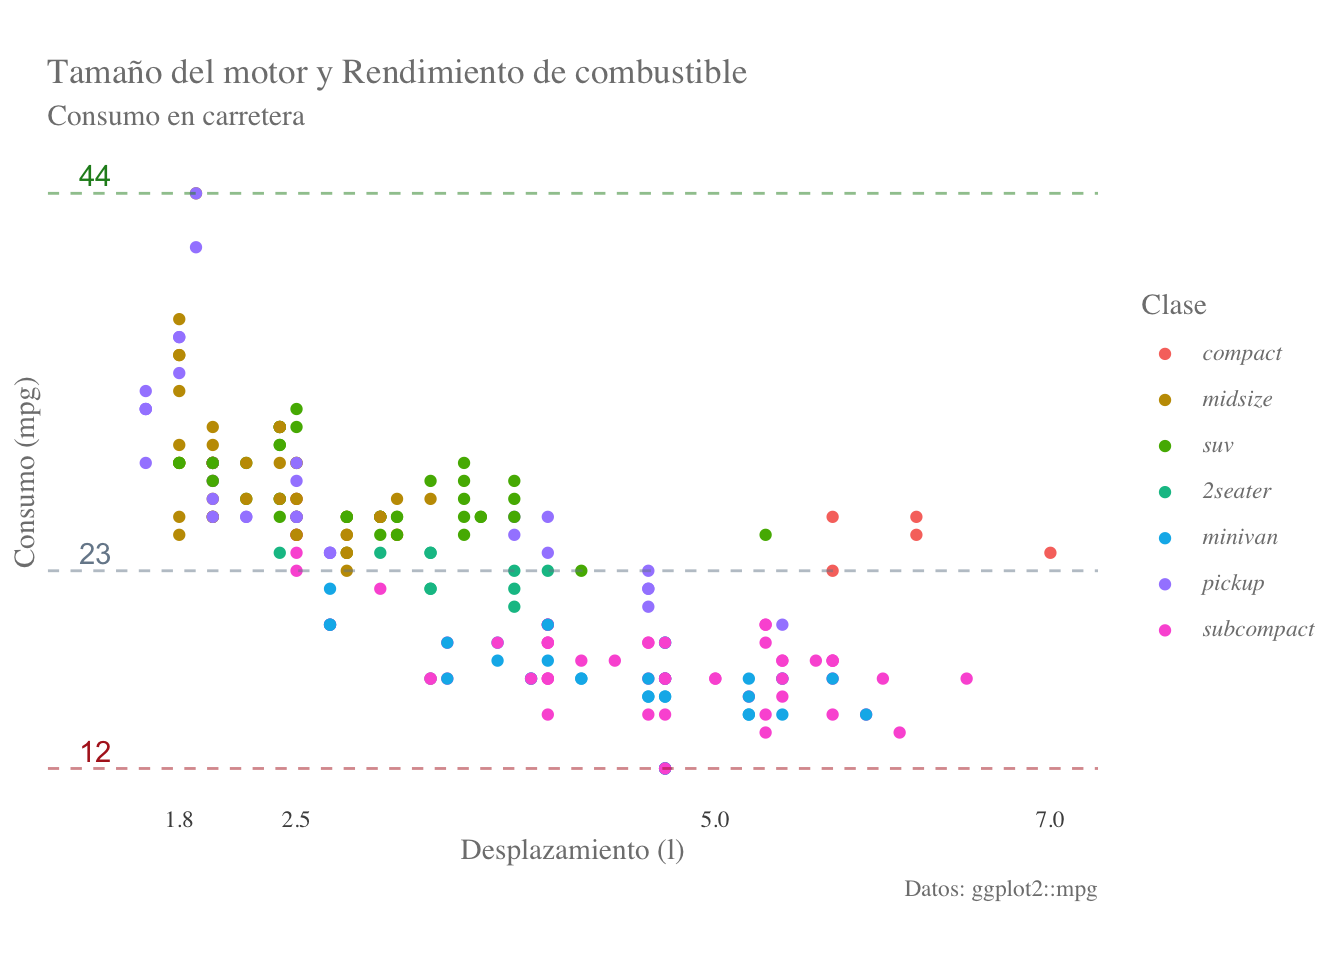 Tamaño del motor y Rendimiento de combustible
Consumo en carretera
44
23
12
Consumo (mpg)
1.8 2.5 5.0 7.0
Desplazamiento (l)
Clase
compact
midsize
suv
2seater
minivan
pickup
subcompact
Datos: ggplot2::mpg